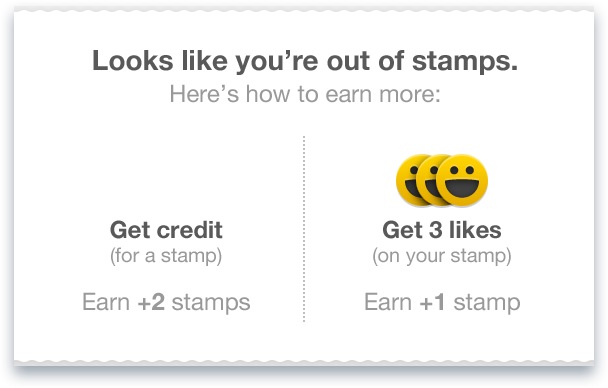 Looks like you’re out of stamps.
Here’s how to earn more:
Get credit
(for a stamp)
Earn +2 stamps
Get 3 likes
(on your stamp)
Earn +1 stamp